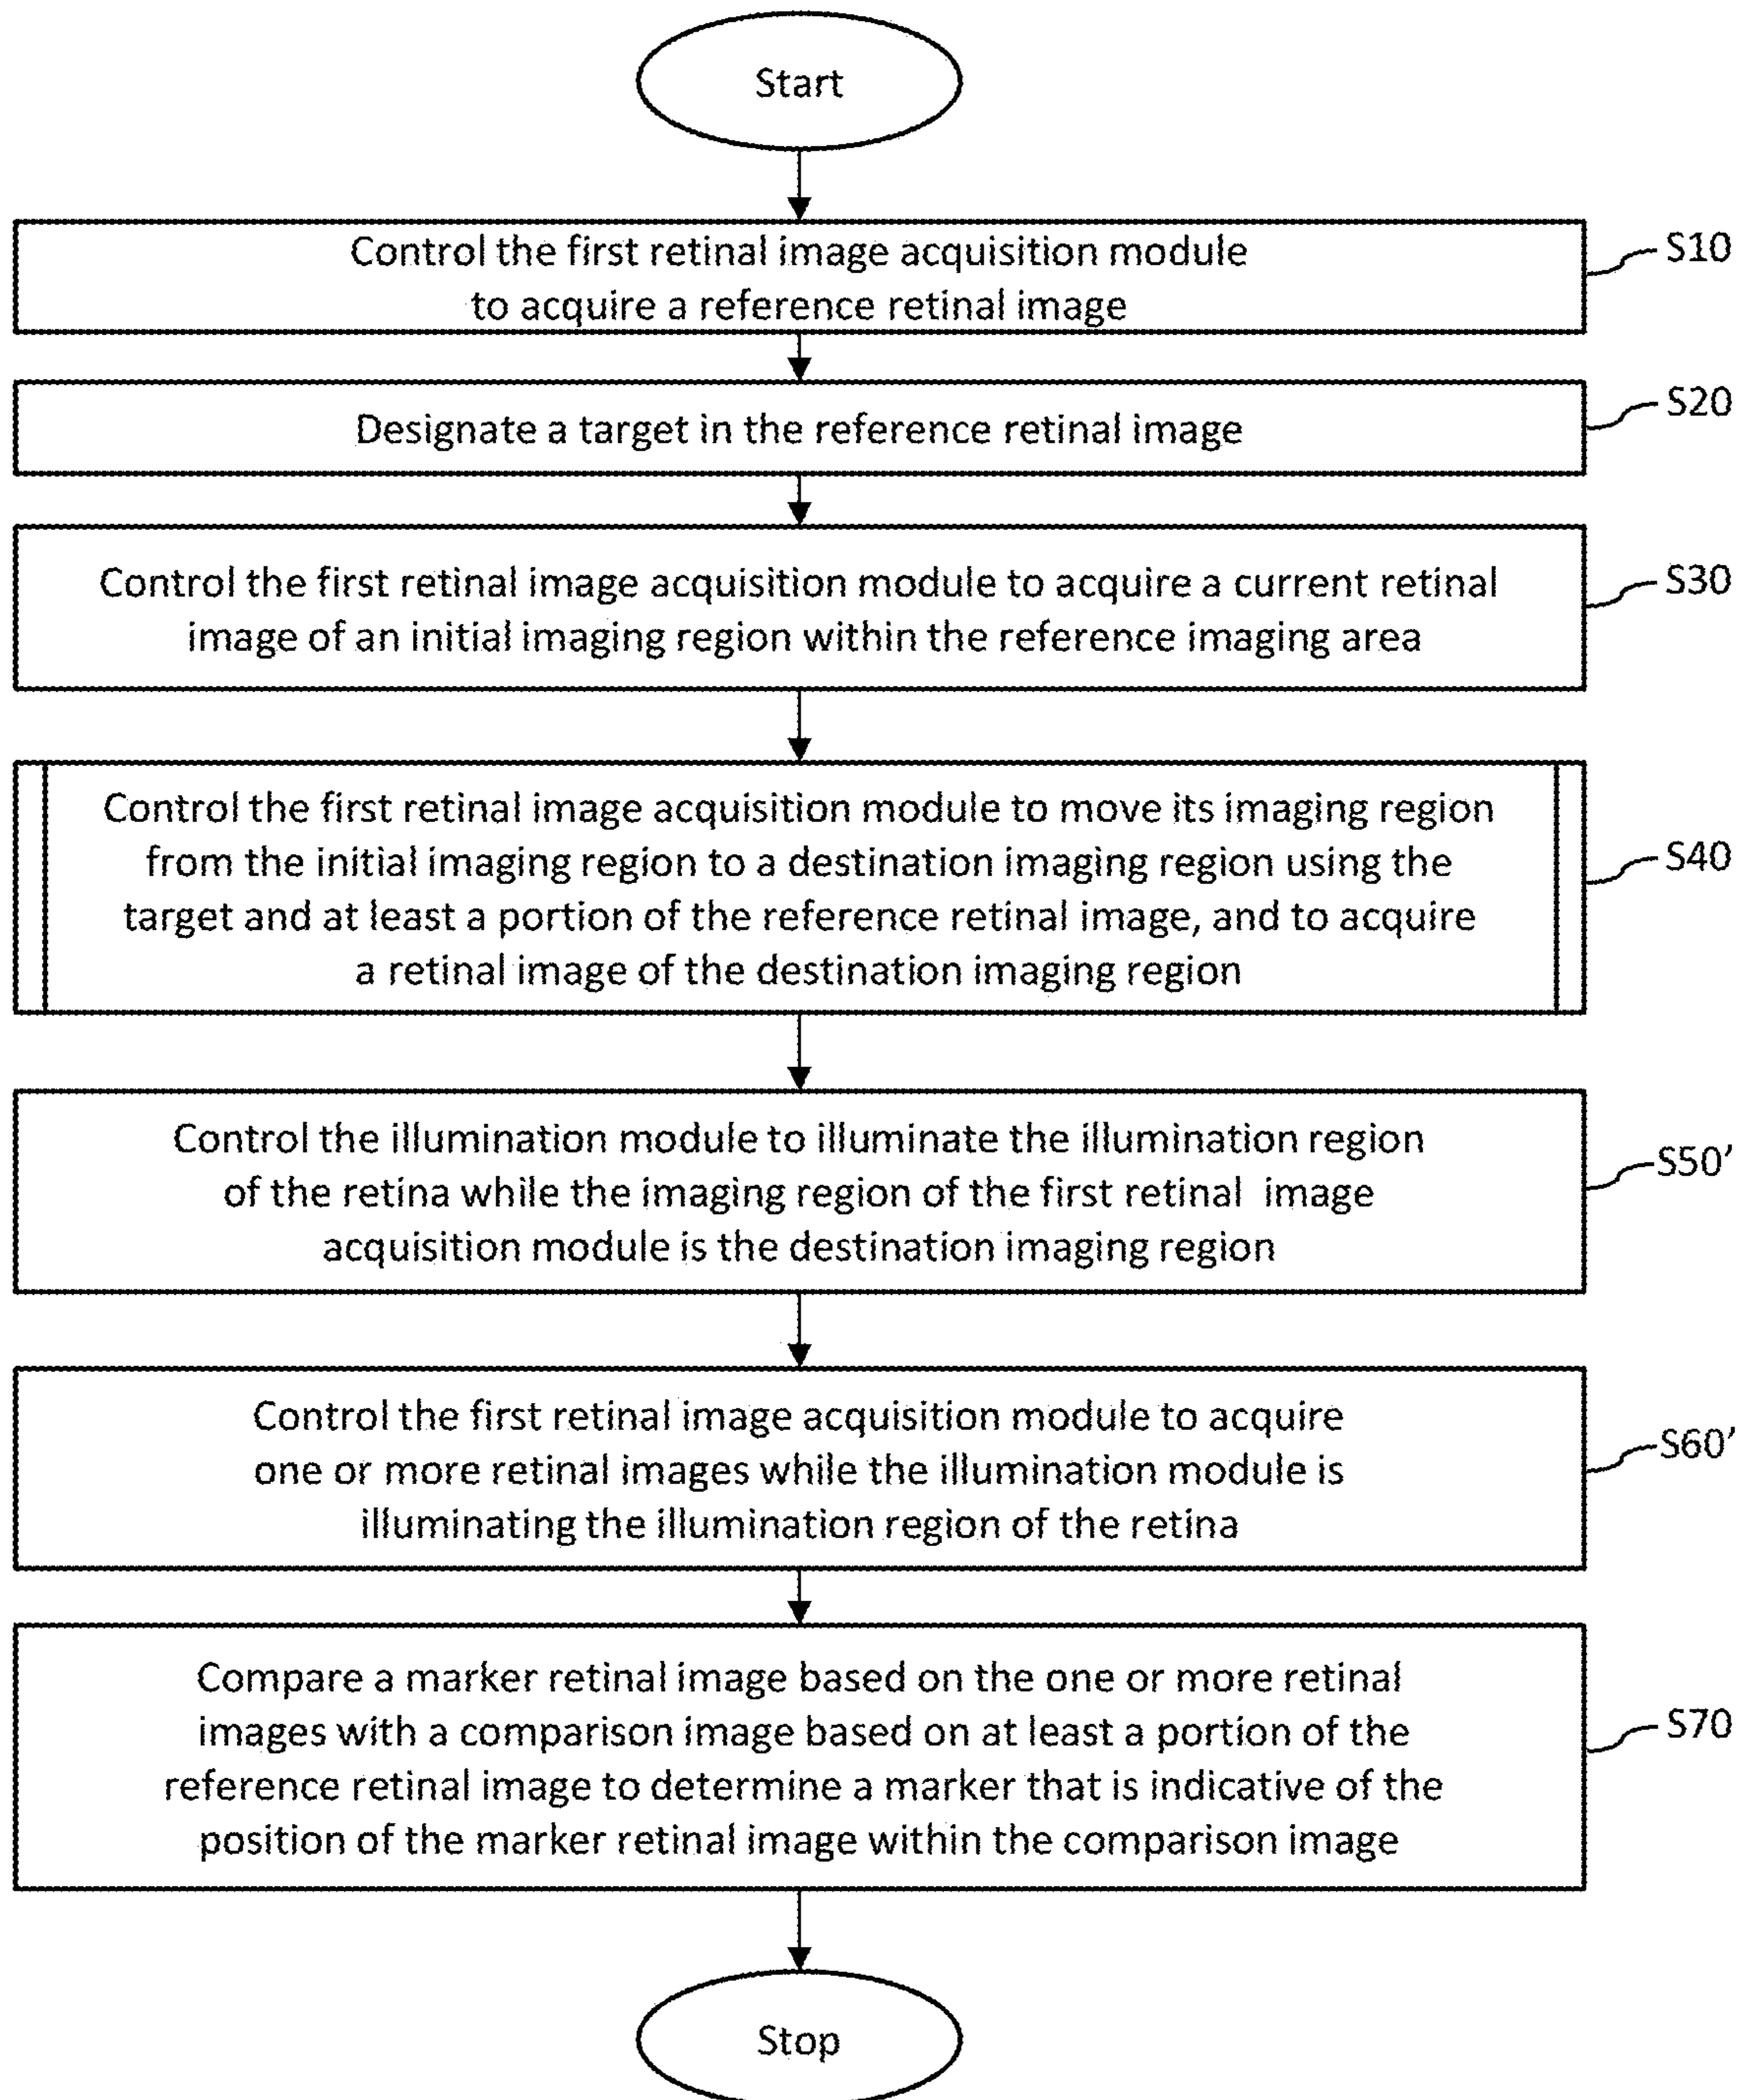 Start
Control the first retinal image acquisition module
to acquire a reference retinal image
S10
Designate a target in the reference retinal image
S20
Control the first retinal image acquisition module to acquire a current retinal
image of an initial imaging region within the reference imaging area
S30
Control the first retinal image acquisition module to move its imaging region
from the initial imaging region to a destination imaging region using the
target and at least a portion of the reference retinal image, and to acquire
a retinal image of the destination imaging region
S40
Control the illumination module to illuminate the illumination region
of the retina while the imaging region of the first retinal image
acquisition module is the destination imaging region
S50’
Control the first retinal image acquisition module to acquire
one or more retinal images while the illumination module is
illuminating the illumination region of the retina
S60’
Compare a marker retinal image based on the one or more retinal
images with a comparison image based on at least a portion of the
reference retinal image to determine a marker that is indicative of the
position of the marker retinal image within the comparison image
S70
Stop